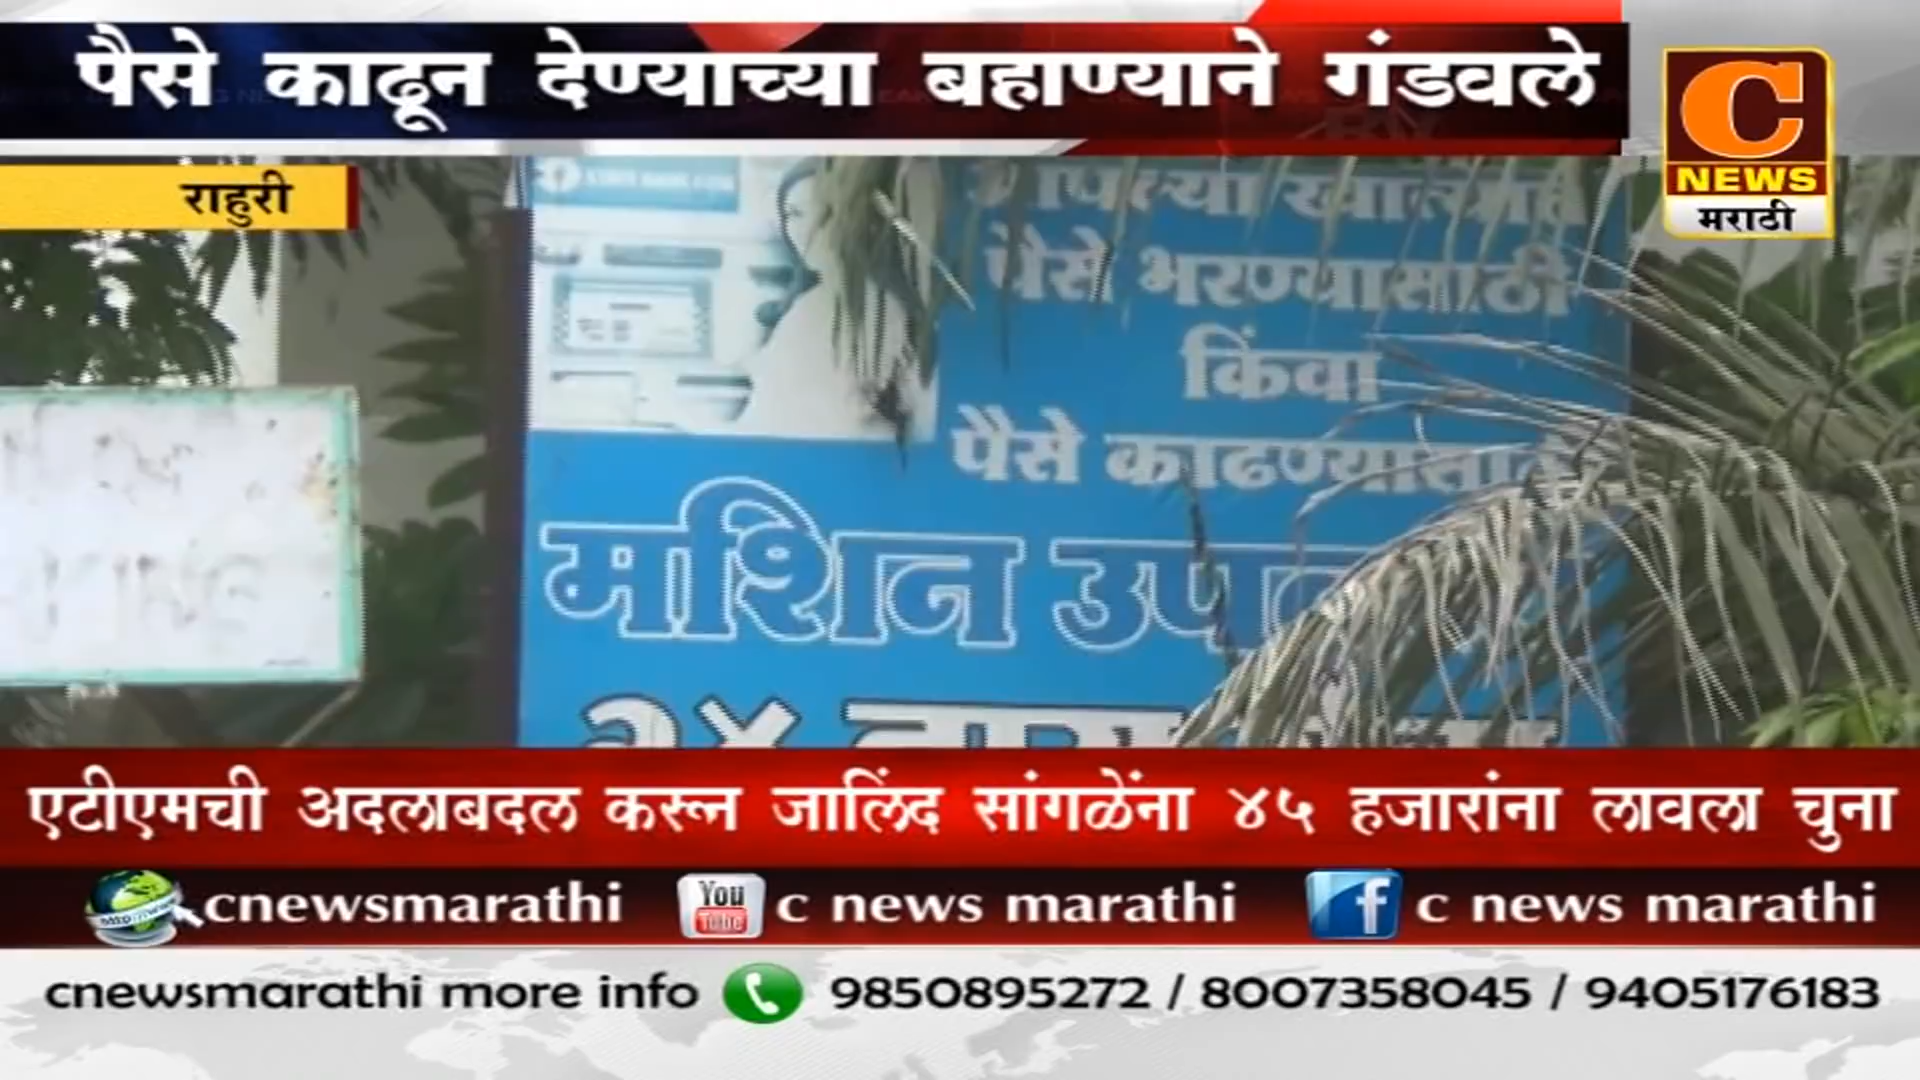 पैसे काढून देण्याच्या बहाण्याने गंडवले
C
NEWS
मराठी
राहुरी
पैसे भरण्यासाठी
किंवा
पैसे काढण्यासाठी
मशिन
२४
एटीएमची अदलाबदल करून जालिंद सांगळेंना ४५ हजारांना लावला चुना
cnewsmarathi You Tube c news marathi f c news marathi
cnewsmarathi more info 9850895272 / 8007358045 / 9405176183